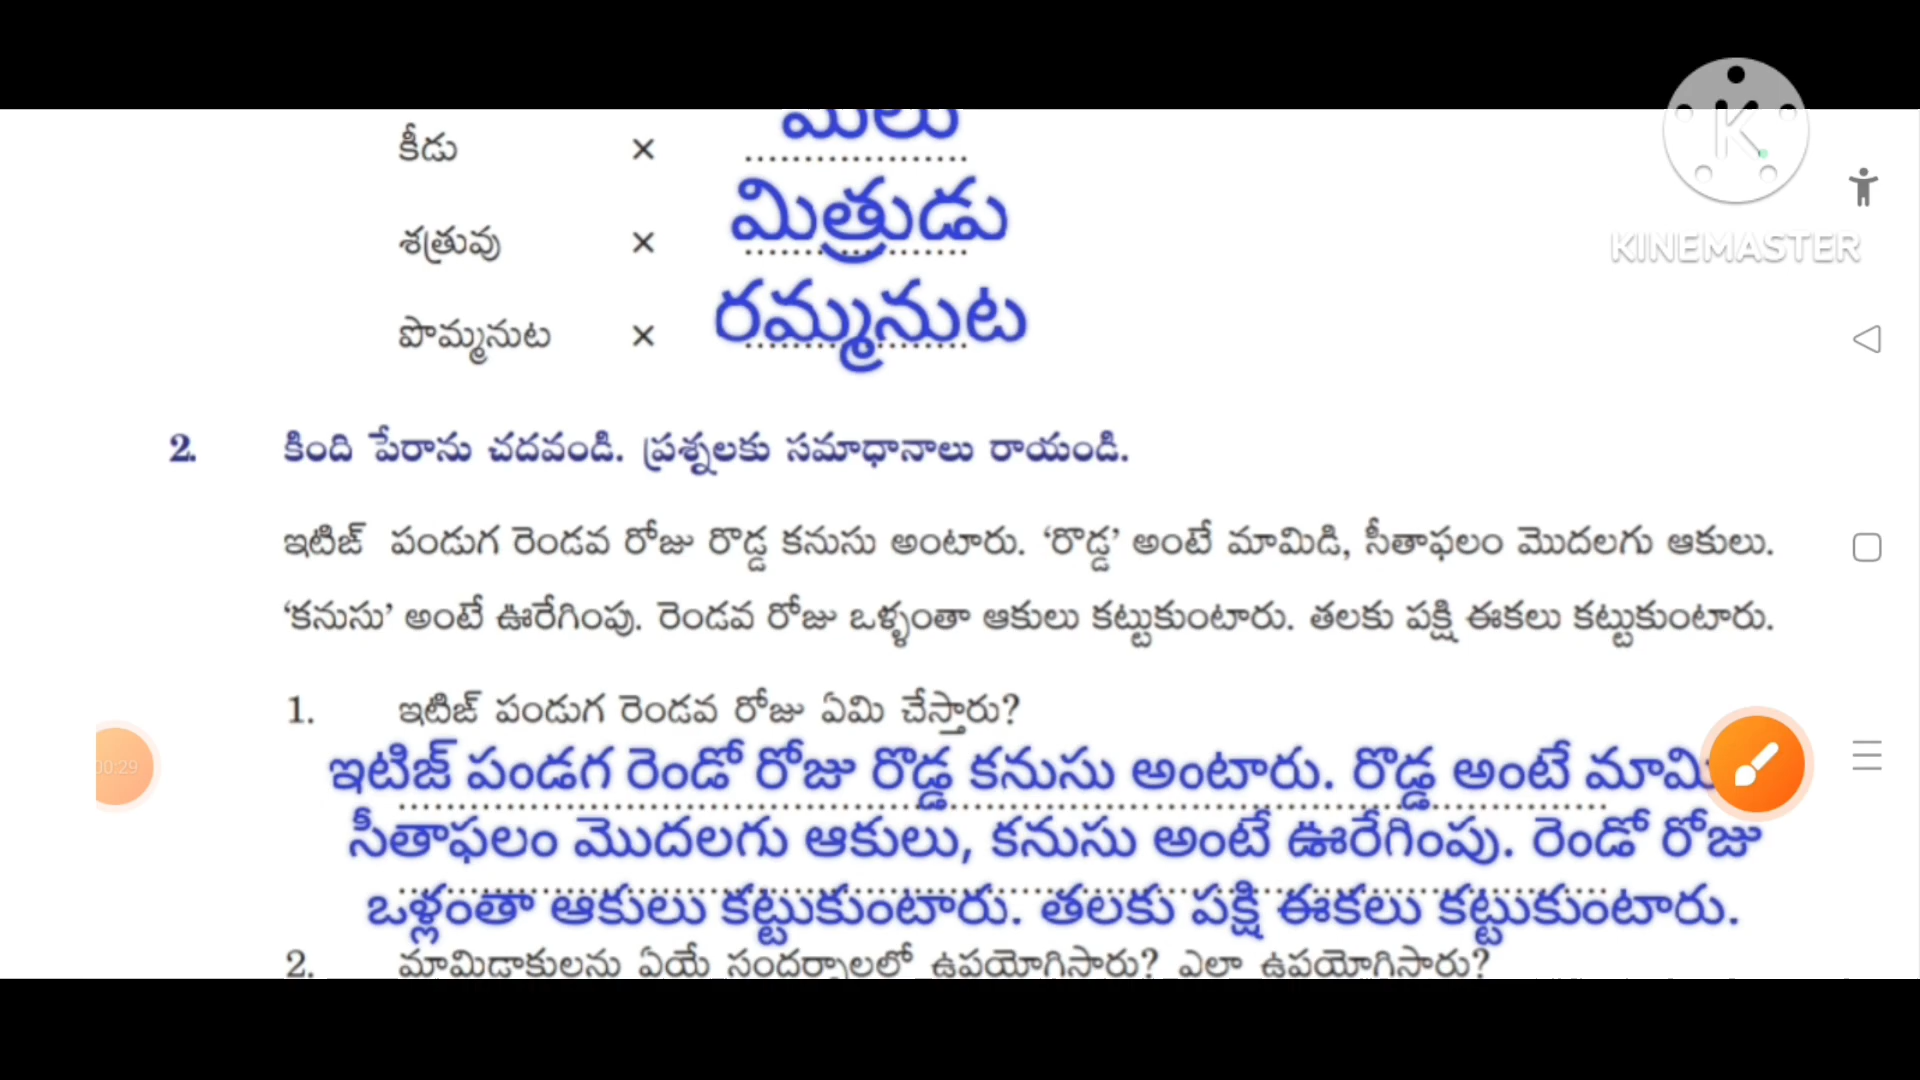 మేలు
కీడు ×
మిత్రుడు
శత్రువు ×
రమ్మనుట
పొమ్మనుట ×
KINEMASTER
2. కింది పేరాను చదవండి. ప్రశ్నలకు సమాధానాలు రాయండి.
ఇటిజ్ పండుగ రెండవ రోజు రొడ్డ కనుసు అంటారు. ‘రొడ్డ’ అంటే మామిడి, సీతాఫలం మొదలగు ఆకులు.
‘కనుసు’ అంటే ఊరేగింపు. రెండవ రోజు ఒళ్ళంతా ఆకులు కట్టుకుంటారు. తలకు పక్షి ఈకలు కట్టుకుంటారు.
1. ఇటిజ్ పండుగ రెండవ రోజు ఏమి చేస్తారు?
ఇటిజ్ పండగ రెండో రోజు రొడ్డ కనుసు అంటారు. రొడ్డ అంటే మామి
సీతాఫలం మొదలగు ఆకులు, కనుసు అంటే ఊరేగింపు. రెండో రోజు
ఒళ్లంతా ఆకులు కట్టుకుంటారు. తలకు పక్షి ఈకలు కట్టుకుంటారు.
2. మామిడాకులను ఏయే సందర్భాలలో ఉపయోగిస్తారు? ఎలా ఉపయోగిస్తారు?
00:29